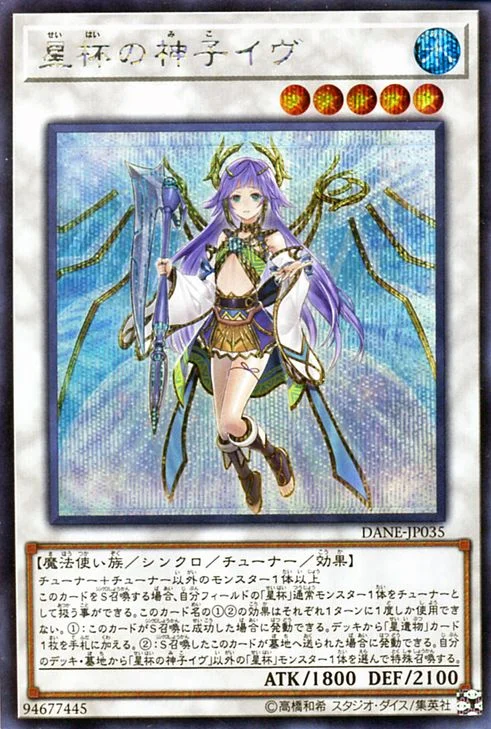 星杯の神子イヴ
せい はい み こ
水
DANE-JP035
【魔法使い族／シンクロ／チューナー／効果】
チューナー＋チューナー以外のモンスター1体以上
このカードをS召喚する場合、自分フィールドの「星杯」通常モンスター1体をチューナーと
して扱う事ができる。このカード名の①②の効果はそれぞれ1ターンに1度しか使用でき
ない。①：このカードがS召喚に成功した場合に発動できる。デッキから「星遺物」カード
1枚を手札に加える。②：S召喚したこのカードが墓地へ送られた場合に発動できる。自分
のデッキ・墓地から「星杯の神子イヴ」以外の「星杯」モンスター1体を選んで特殊召喚する。
ATK/1800 DEF/2100
94677445
©高橋和希 スタジオ・ダイス/集英社